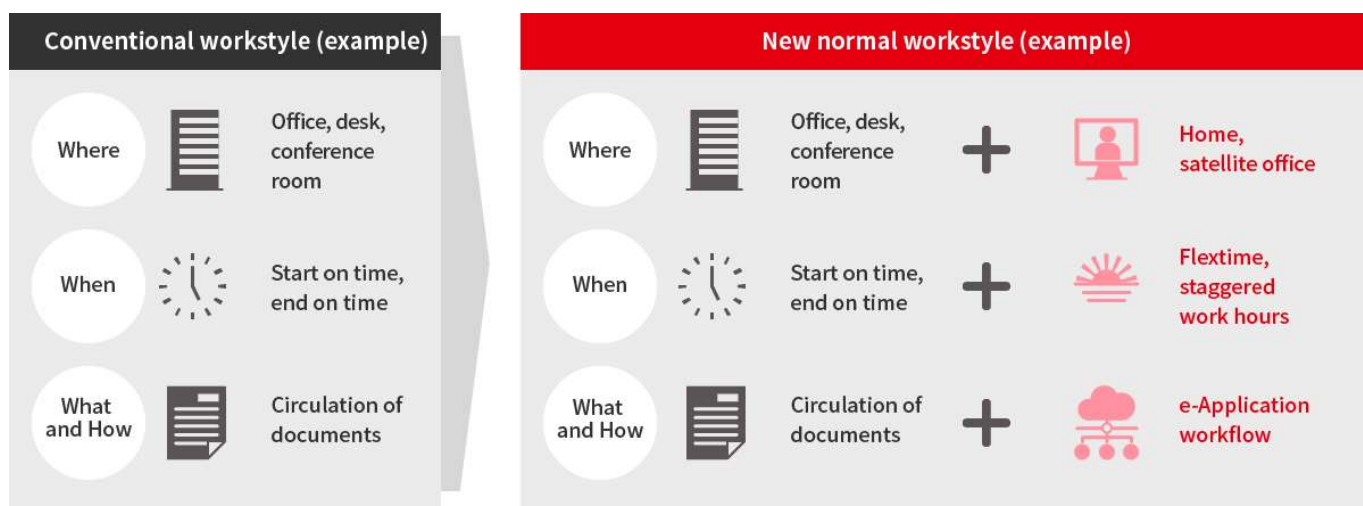 Conventional workstyle (example)
Where
Office, desk,
conference
room
When
Start on time,
end on time
What
and How
Circulation of
documents
New normal workstyle (example)
Where
Office, desk,
conference
room
Home,
satellite office
When
Start on time,
end on time
Flextime,
staggered
work hours
What
and How
Circulation of
documents
e-Application
workflow